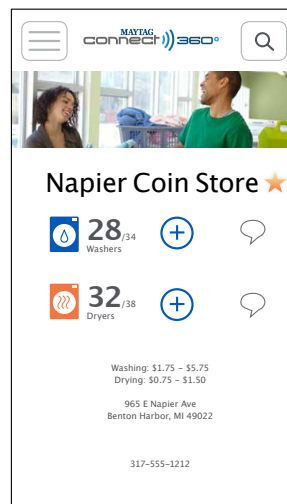 MAYTAG
connect 360°
Napier Coin Store
28/34
Washers
32/38
Dryers
Washing: $1.75 - $5.75
Drying: $0.75 - $1.50
965 E Napier Ave
Benton Harbor, MI 49022
317-555-1212